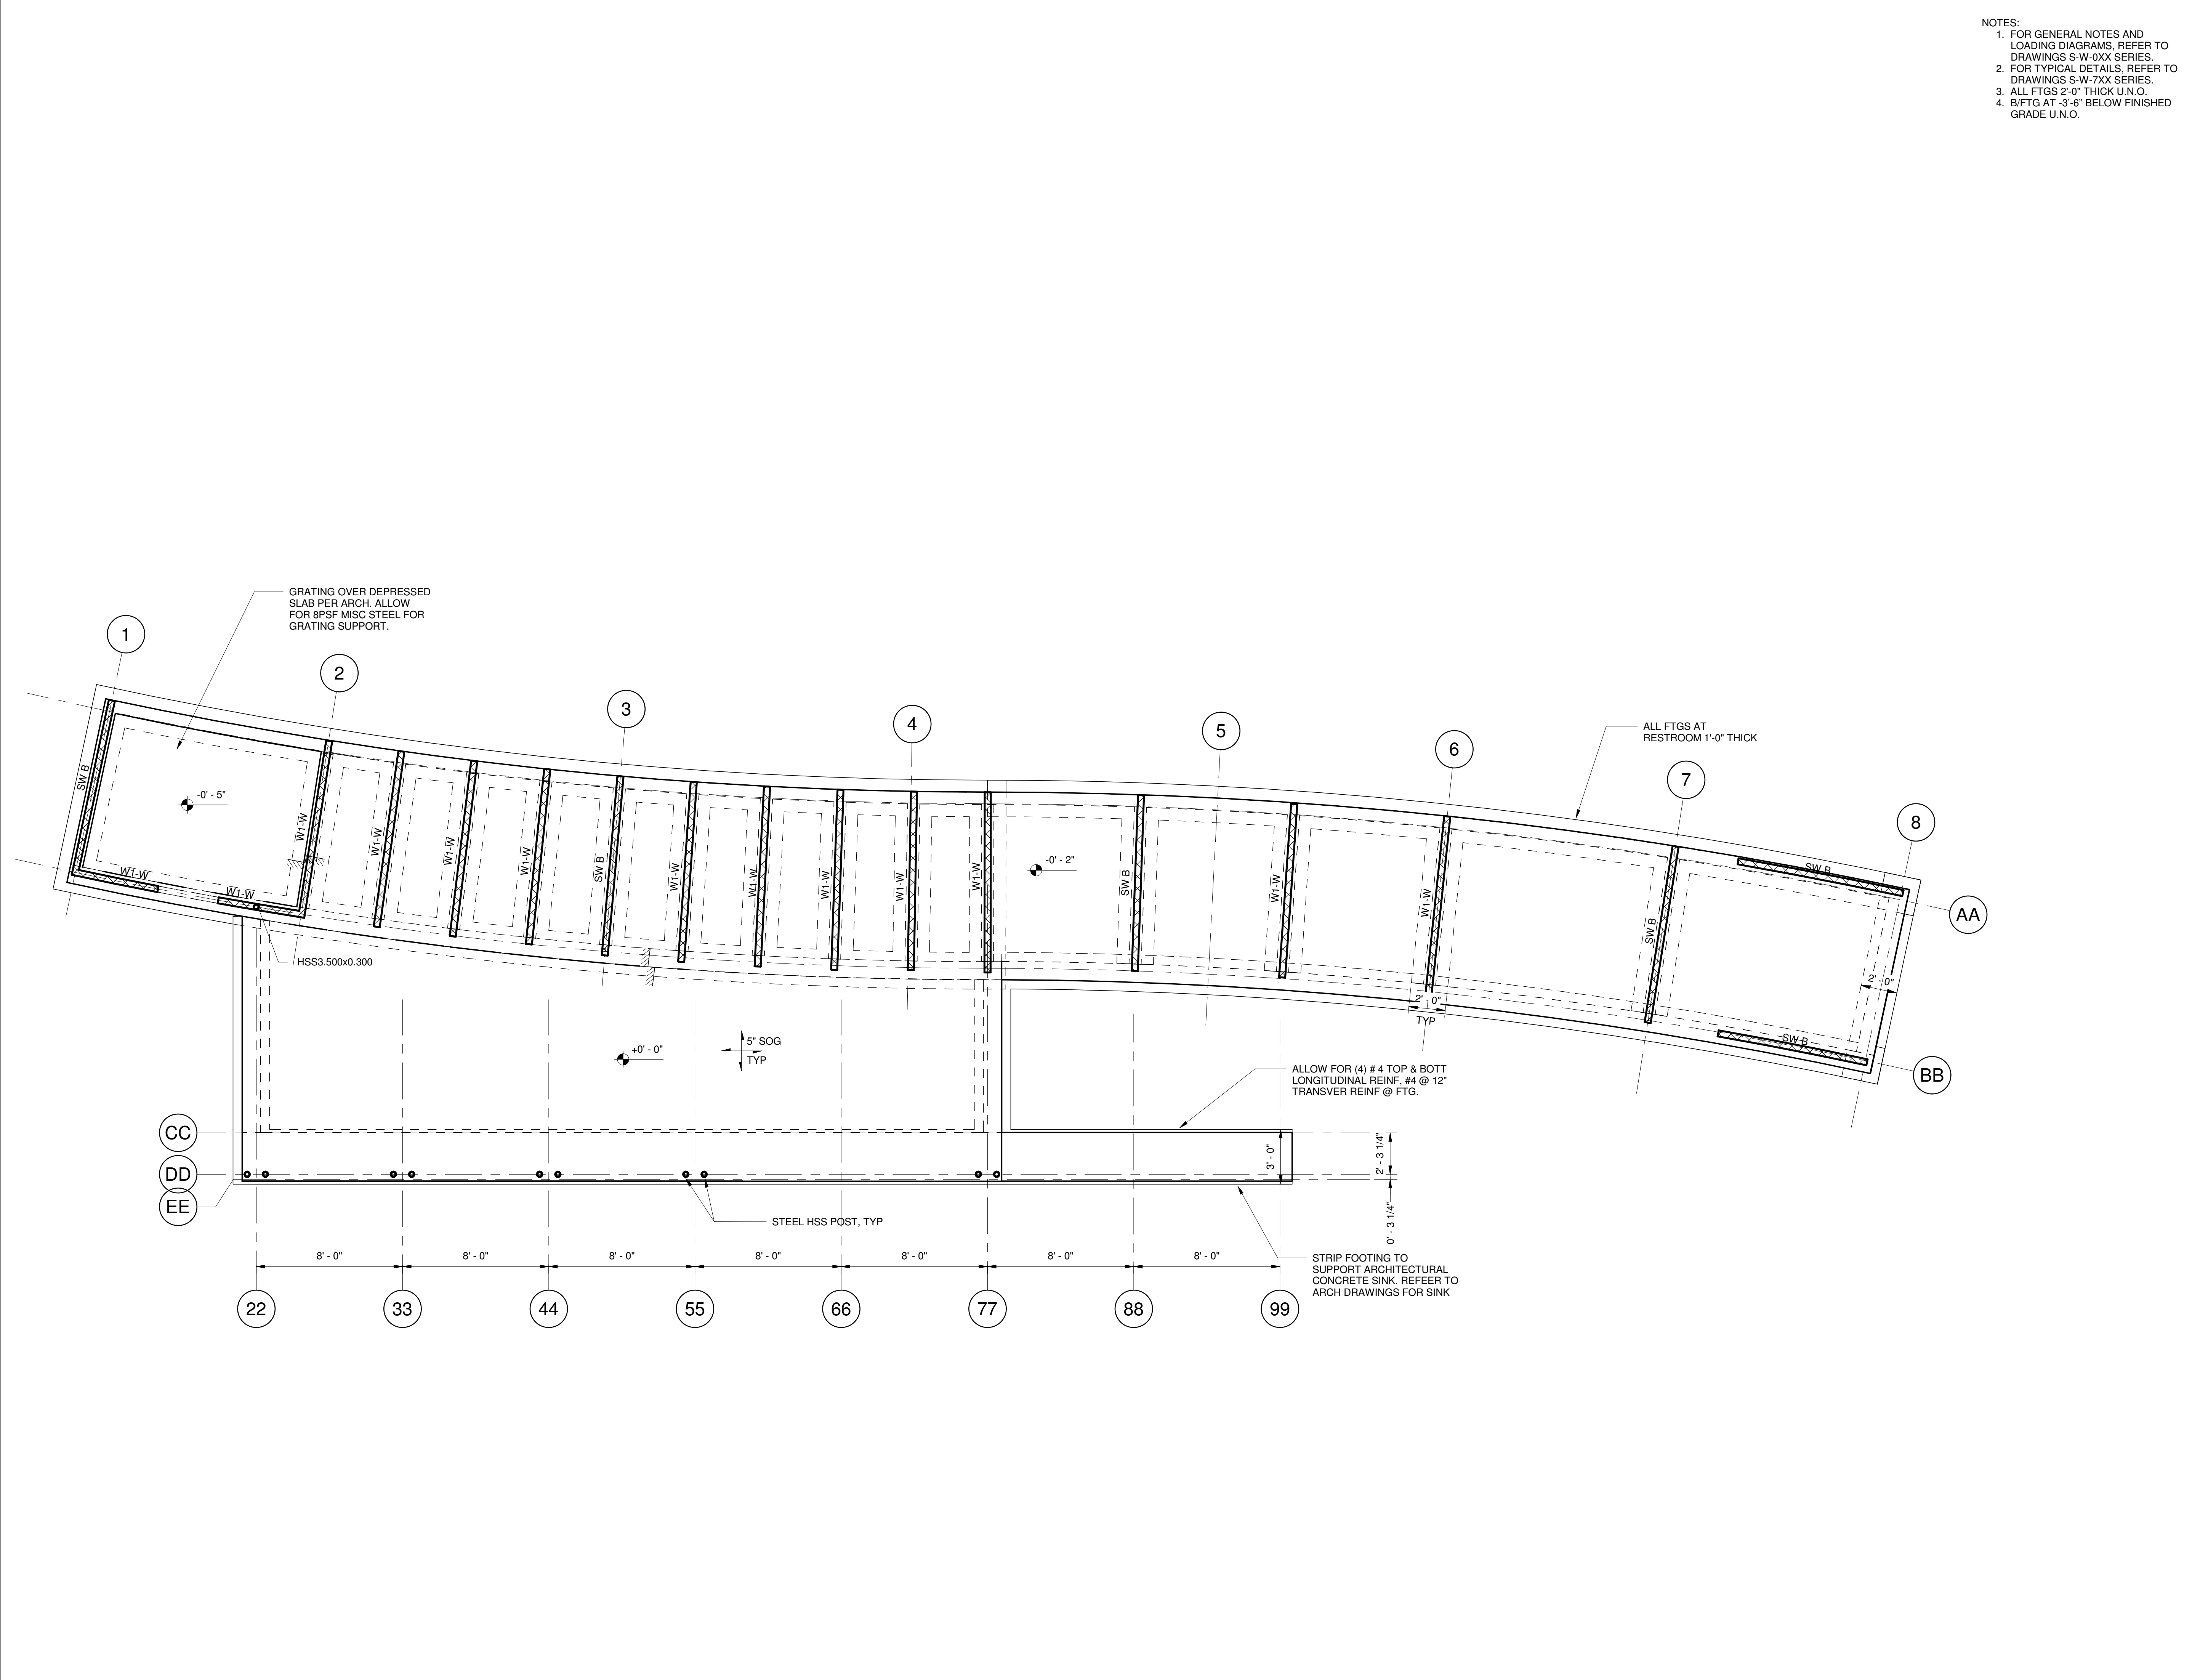 NOTES:
1. FOR GENERAL NOTES AND
LOADING DIAGRAMS, REFER TO
DRAWINGS S-W-0XX SERIES.
2. FOR TYPICAL DETAILS, REFER TO
DRAWINGS S-W-7XX SERIES.
3. ALL FTGS 2'-0" THICK U.N.O.
4. B/FTG AT -3'-6" BELOW FINISHED
GRADE U.N.O.
GRATING OVER DEPRESSED
SLAB PER ARCH. ALLOW
FOR 8PSF MISC STEEL FOR
GRATING SUPPORT.
1
2
3
4
5
6
7
8
ALL FTGS AT
RESTROOM 1'-0" THICK
AA
BB
SW B
-0' - 5"
W1-W
W1-W
W1-W
W1-W
W1-W
W1-W
SW B
W1-W
W1-W
W1-W
W1-W
W1-W
-0' - 2"
SW B
W1-W
W1-W
SW B
SW B
SW B
2' - 0"
2' - 0"
TYP
HSS3.500x0.300
+0' - 0"
5" SOG
TYP
ALLOW FOR (4) # 4 TOP & BOTT
LONGITUDINAL REINF, #4 @ 12"
TRANSVER REINF @ FTG.
CC
DD
EE
3' - 0"
2' - 3 1/4"
0' - 3 1/4"
STEEL HSS POST, TYP
STRIP FOOTING TO
SUPPORT ARCHITECTURAL
CONCRETE SINK. REFEER TO
ARCH DRAWINGS FOR SINK
8' - 0"
8' - 0"
8' - 0"
8' - 0"
8' - 0"
8' - 0"
8' - 0"
22
33
44
55
66
77
88
99